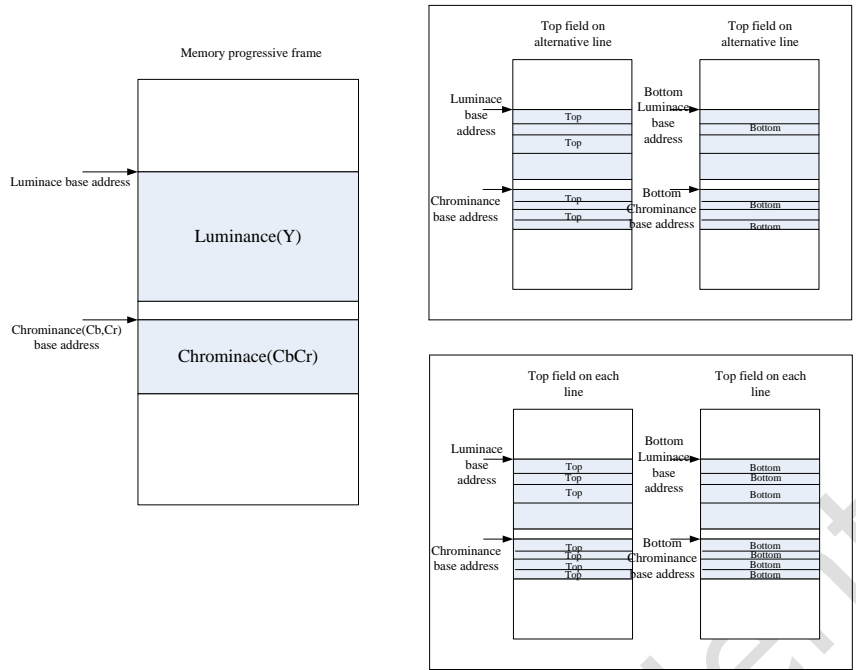 Memory progressive frame
Luminace base address
Luminance(Y)
Chrominance(Cb,Cr)
base address
Chrominace(CbCr)
Top field on
alternative line
Top field on
alternative line
Luminace
base
address
Top
Top
Bottom
Luminace
base
address
Bottom
Chrominance
base address
Top
Top
Bottom
Chrominance
base address
Bottom
Bottom
Top field on each
line
Top field on each
line
Luminace
base
address
Top
Top
Top
Bottom
Luminace
base
address
Bottom
Bottom
Bottom
Chrominance
base address
Top
Top
Top
Top
Bottom
Chrominance
base address
Bottom
Bottom
Bottom
Bottom